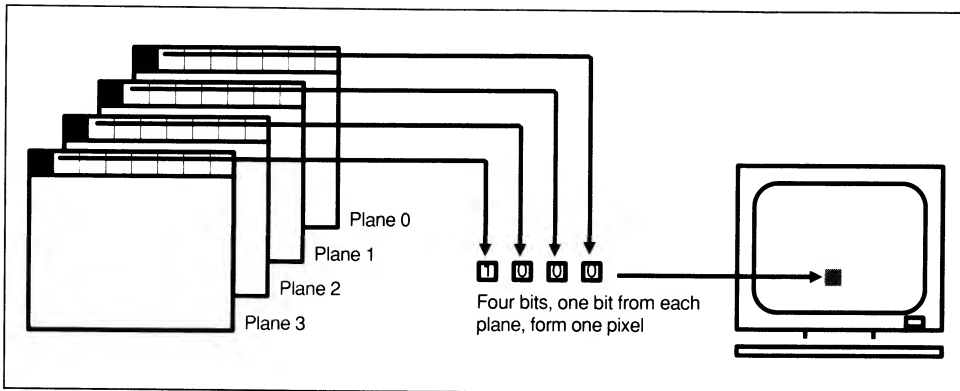 Plane 0
Plane 1
Plane 2
Plane 3
1 0 0 0
Four bits, one bit from each
plane, form one pixel